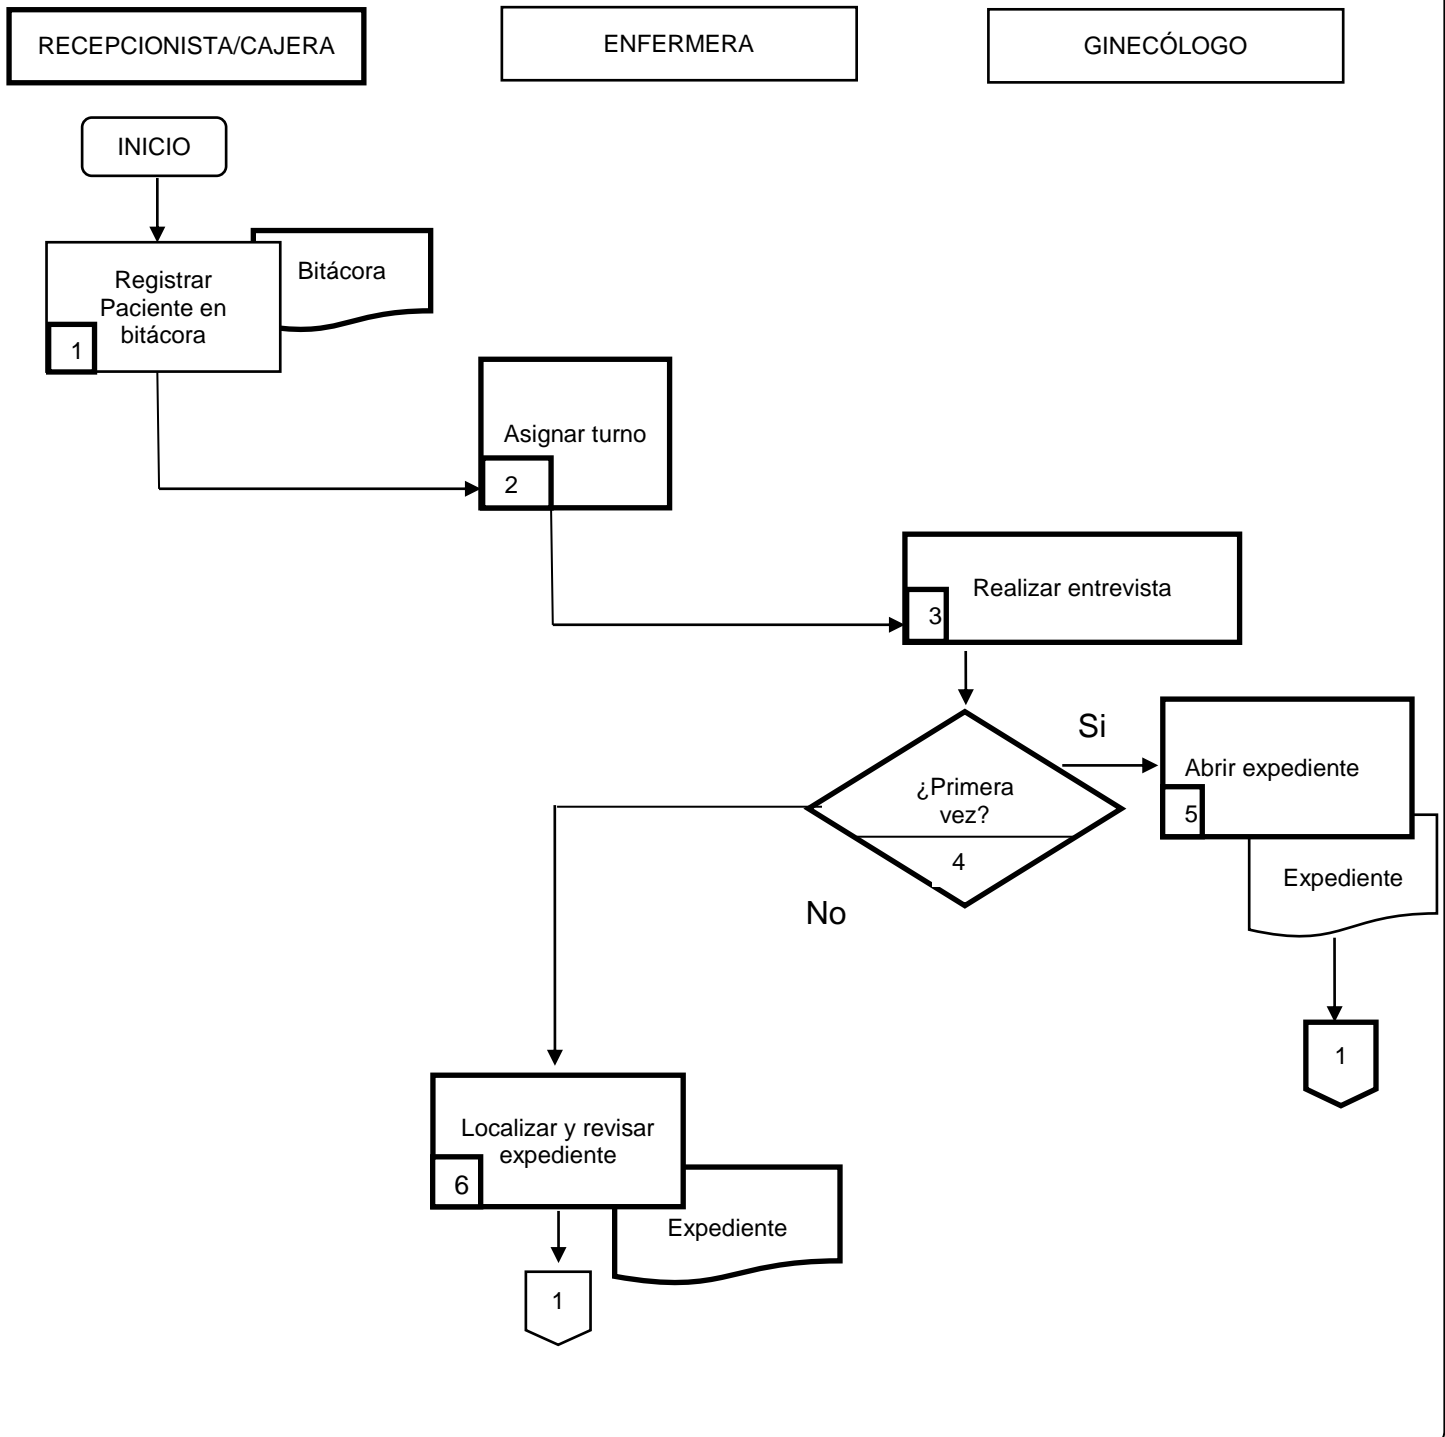 RECEPCIONISTA/CAJERA
ENFERMERA
GINECÓLOGO
INICIO
Registrar
Paciente en
bitácora
1
Bitácora
Asignar turno
2
Realizar entrevista
3
¿Primera
vez?
4
Si
Abrir expediente
5
Expediente
1
No
Localizar y revisar
expediente
6
Expediente
1